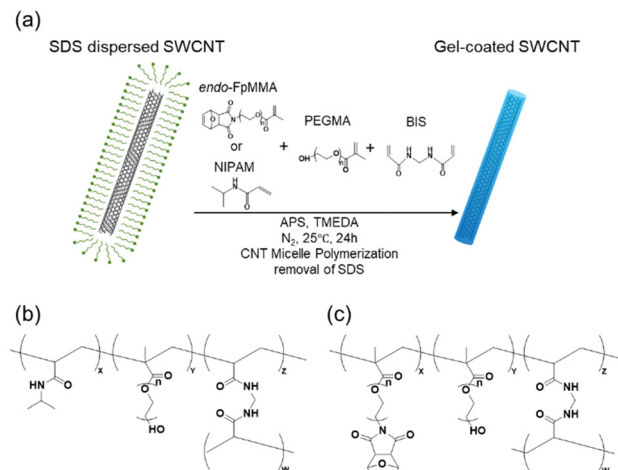 (a)
SDS dispersed SWCNT
Gel-coated SWCNT
endo-FpMMA
or
NIPAM
+
PEGMA
+
BIS
O
O
N
O
O
n
O
O
H
N
O
OH
O
n
O
O
H
N
H
N
O
APS, TMEDA
N2, 25℃, 24h
CNT Micelle Polymerization
removal of SDS
(b)
(c)
X
Y
Z
X
Y
Z
HN
O
O
O
n
HO
O
NH
NH
O
W
O
O
n
N
O
O
O
O
O
n
HO
O
NH
NH
O
W